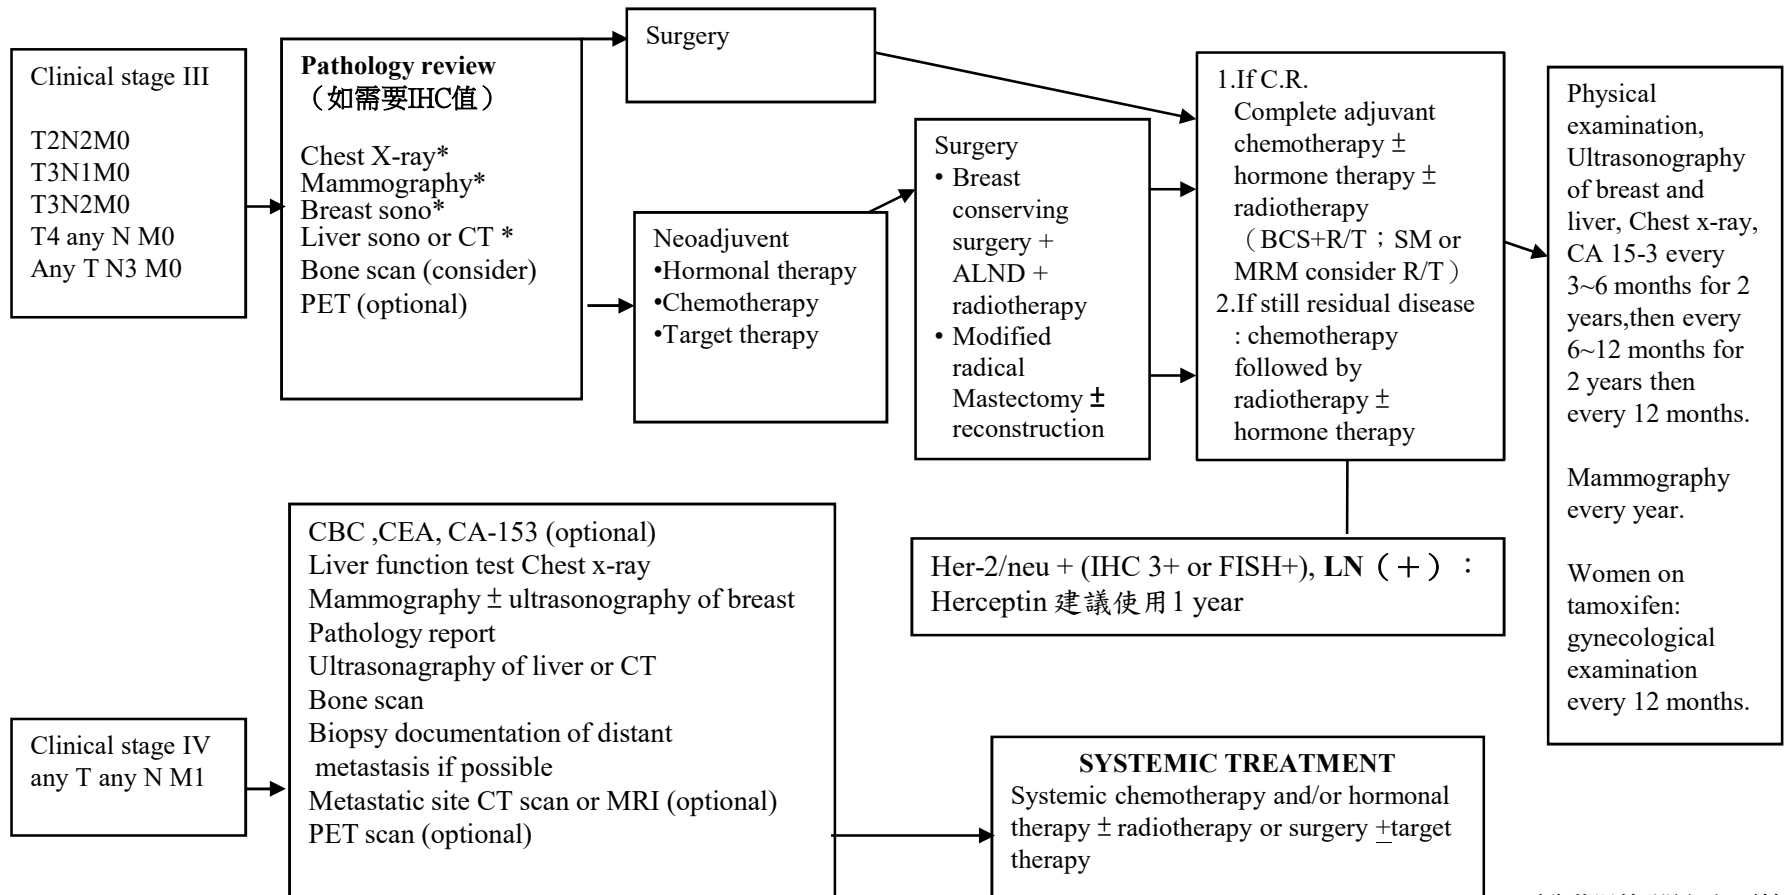 Clinical stage III
T2N2M0
T3N1M0
T3N2M0
T4 any N M0
Any T N3 M0
Pathology review
（如需要IHC值）
Chest X-ray*
Mammography*
Breast sono*
Liver sono or CT *
Bone scan (consider)
PET (optional)
Surgery
Neoadjuvent
•Hormonal therapy
•Chemotherapy
•Target therapy
Surgery
• Breast
conserving
surgery +
ALND +
radiotherapy
• Modified
radical
Mastectomy ±
reconstruction
1.If C.R.
Complete adjuvant
chemotherapy ±
hormone therapy ±
radiotherapy
（BCS+R/T；SM or
MRM consider R/T）
2.If still residual disease
: chemotherapy
followed by
radiotherapy ±
hormone therapy
Physical
examination,
Ultrasonography
of breast and
liver, Chest x-ray,
CA 15-3 every
3~6 months for 2
years,then every
6~12 months for
2 years then
every 12 months.
Mammography
every year.
Women on
tamoxifen:
gynecological
examination
every 12 months.
Her-2/neu + (IHC 3+ or FISH+), LN（＋）：
Herceptin 建議使用1 year
Clinical stage IV
any T any N M1
CBC ,CEA, CA-153 (optional)
Liver function test Chest x-ray
Mammography ± ultrasonography of breast
Pathology report
Ultrasonagraphy of liver or CT
Bone scan
Biopsy documentation of distant
metastasis if possible
Metastatic site CT scan or MRI (optional)
PET scan (optional)
SYSTEMIC TREATMENT
Systemic chemotherapy and/or hormonal
therapy ± radiotherapy or surgery ±target
therapy